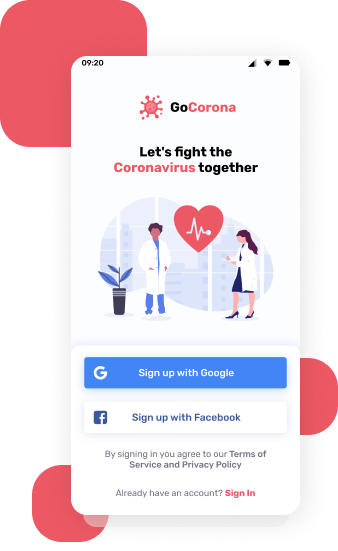 09:20
GoCorona
Let's fight the
Coronavirus together
Sign up with Google
Sign up with Facebook
By signing in you agree to our Terms of
Service and Privacy Policy
Already have an account? Sign In